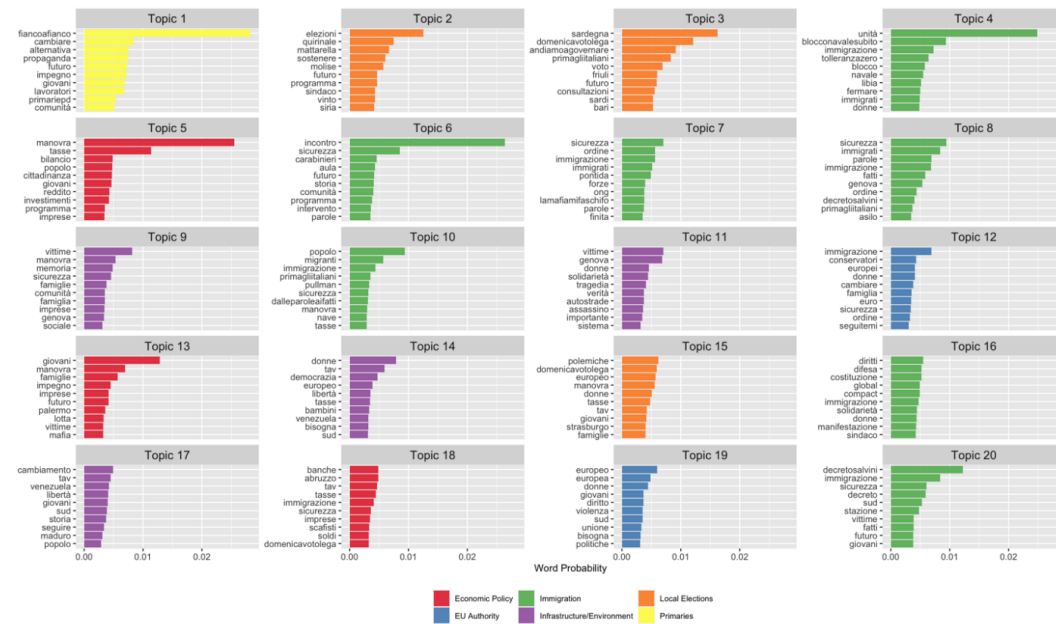 Topic 1
fiancoafianco
cambiare
alternativa
propaganda
futuro
impegno
giovani
lavoratori
primariepd
comunità
Topic 2
elezioni
quirinale
mattarella
sostenere
molise
futuro
programma
sindaco
vinto
siria
Topic 3
sardegna
domenicavotolega
andiamoagovernare
primagliitaliani
voto
friuli
futuro
consultazioni
sardi
bari
Topic 4
unità
blocconavalesubito
immigrazione
tolleranzazero
blocco
navale
libia
fermare
immigrati
donne
Topic 5
manovra
tasse
bilancio
popolo
cittadinanza
giovani
reddito
investimenti
programma
imprese
Topic 6
incontro
sicurezza
carabinieri
aula
futuro
storia
comunità
programma
intervento
parole
Topic 7
sicurezza
ordine
immigrazione
immigrati
pontida
forze
ong
lamafiamifaschifo
parole
finita
Topic 8
sicurezza
immigrati
parole
immigrazione
fatti
genova
ordine
decretosalvini
primagliitaliani
asilo
Topic 9
vittime
manovra
memoria
sicurezza
famiglie
comunità
famiglia
imprese
genova
sociale
Topic 10
popolo
migranti
immigrazione
primagliitaliani
pullman
sicurezza
dalleparoleaifatti
manovra
nave
tasse
Topic 11
vittime
genova
donne
solidarietà
tragedia
verità
autostrade
assassino
importante
sistema
Topic 12
immigrazione
conservatori
europei
donne
cambiare
famiglia
euro
sicurezza
ordine
seguitemi
Topic 13
giovani
manovra
famiglie
impegno
imprese
futuro
palermo
lotta
vittime
mafia
Topic 14
donne
tav
democrazia
europeo
libertà
tasse
bambini
venezuela
bisogna
sud
Topic 15
polemiche
domenicavotolega
europeo
manovra
donne
tasse
tav
giovani
strasburgo
famiglie
Topic 16
diritti
difesa
costituzione
global
compact
immigrazione
solidarietà
donne
manifestazione
sindaco
Topic 17
cambiamento
tav
venezuela
libertà
giovani
sud
storia
seguire
maduro
popolo
Topic 18
banche
abruzzo
tav
tasse
immigrazione
sicurezza
imprese
scafisti
soldi
domenicavotolega
Topic 19
europeo
europea
donne
giovani
diritto
violenza
sud
unione
bisogna
politiche
Topic 20
decretosalvini
immigrazione
sicurezza
decreto
sud
stazione
vittime
fatti
futuro
giovani
0.00 0.01 0.02 0.00 0.01 0.02 0.00 0.01 0.02 0.00 0.01 0.02
Word Probability
Economic Policy Immigration Local Elections
EU Authority Infrastructure/Environment Primaries